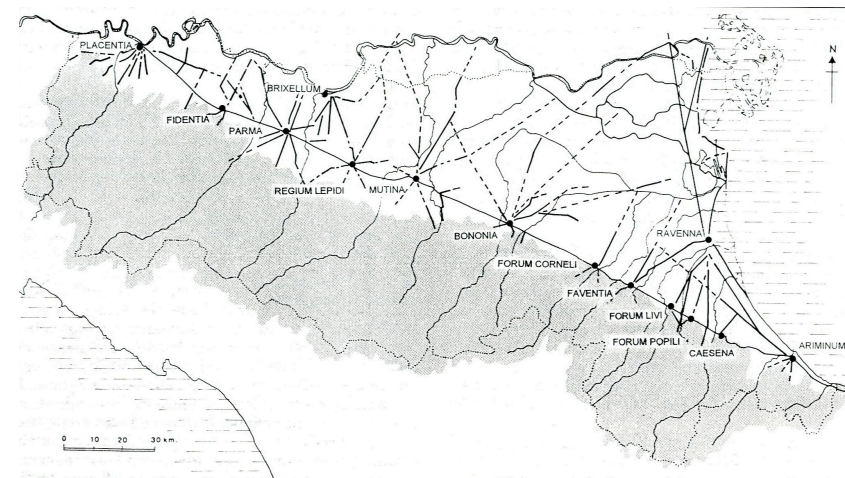 PLACENTIA
N
BRIXELLUM
FIDENTIA
PARMA
REGIUM LEPIDI
MUTINA
BONONIA
RAVENNA
FORUM CORNELI
FAVENTIA
FORUM LIVI
FORUM POPILI
CAESENA
ARIMINUM
0 10 20 30 km.